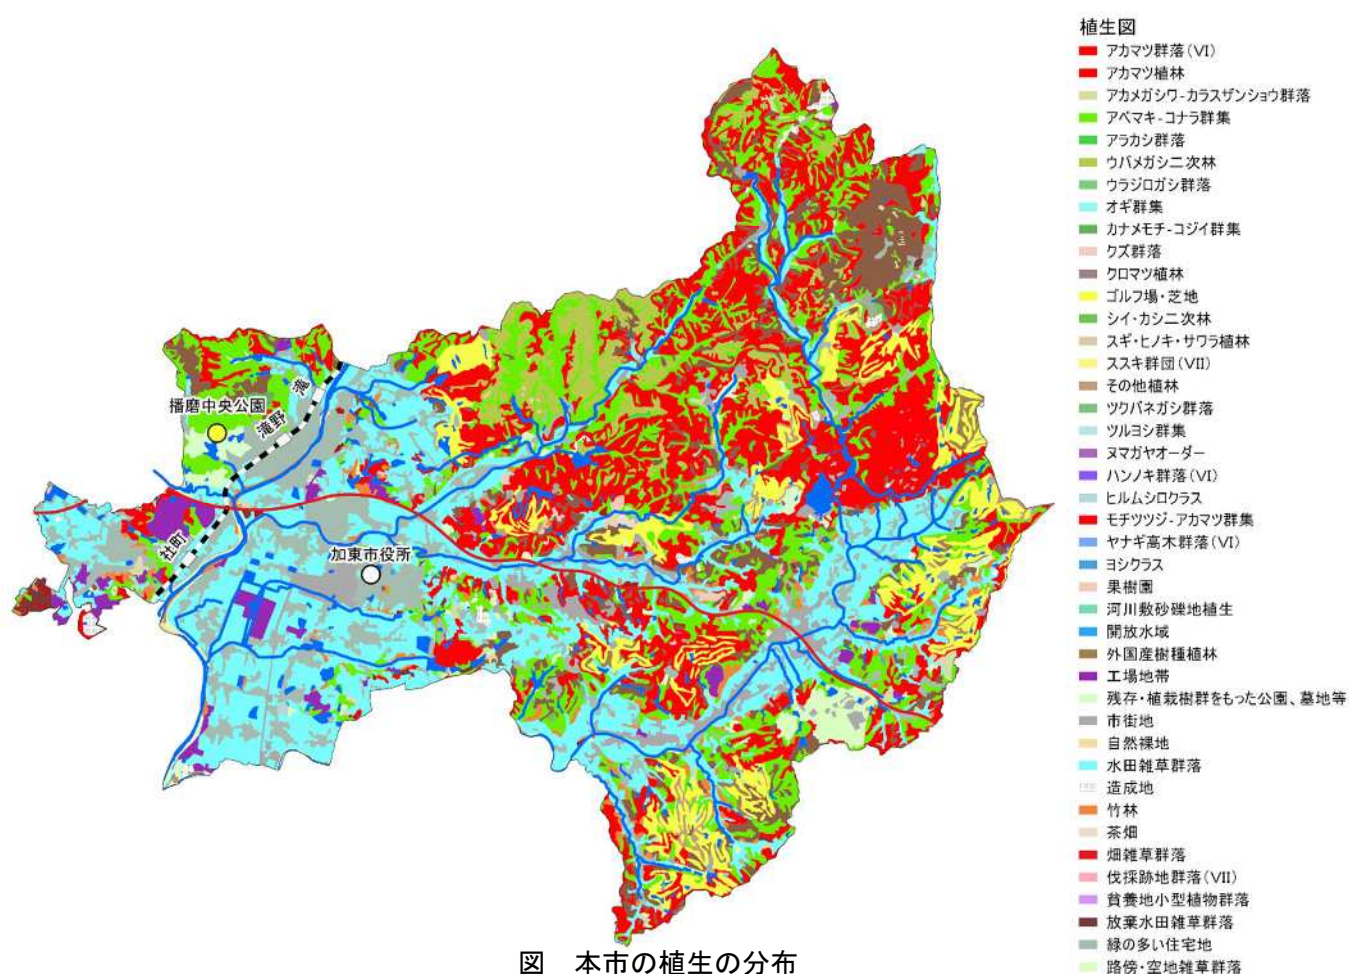 植生図
アカマツ群落(Ⅵ)
アカマツ植林
アカメガシワ-カラスザンショウ群落
アベマキ-コナラ群集
アラカシ群落
ウバメガシ二次林
ウラジロガシ群落
オギ群集
カナメモチ-コジイ群集
クズ群落
クロマツ植林
ゴルフ場・芝地
シイ・カシ二次林
スギ・ヒノキ・サワラ植林
ススキ群団(Ⅶ)
その他植林
ツクバネガシ群落
ツルヨシ群集
ヌマガヤオーダー
ハンノキ群落(Ⅵ)
ヒルムシロクラス
モチツツジ-アカマツ群集
ヤナギ高木群落(Ⅵ)
ヨシクラス
果樹園
河川敷砂礫地植生
開放水域
外国産樹種植林
工場地帯
残存・植栽樹群をもった公園、墓地等
市街地
自然裸地
水田雑草群落
造成地
竹林
茶畑
畑雑草群落
伐採跡地群落(Ⅶ)
貧養地小型植物群落
放棄水田雑草群落
緑の多い住宅地
路傍・空地雑草群落
播磨中央公園
滝
滝野
社町
加東市役所
図 本市の植生の分布